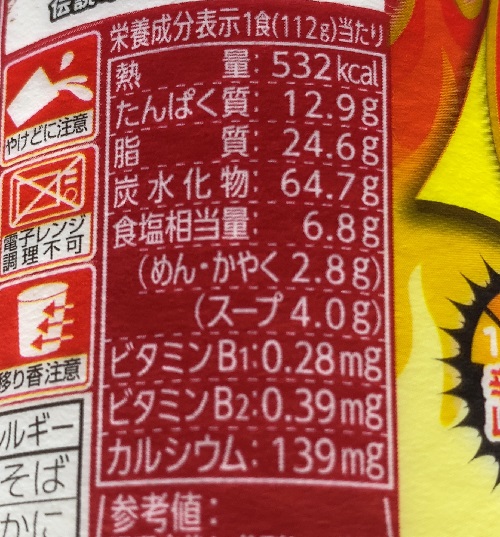 栄養成分表示1食(112g)当たり
熱量:532kcal
たんぱく質 12.9g
脂質:24.6g
炭水化物:64.7g
食塩相当量:6.8g
(めん・かやく 2.8g)
(スープ 4.0g)
ビタミンB1:0.28mg
ビタミンB2:0.39mg
カルシウム:139mg
参考値:
やけどに注意
電子レンジ
調理不可
移り香注意
ルギー
そば
かに